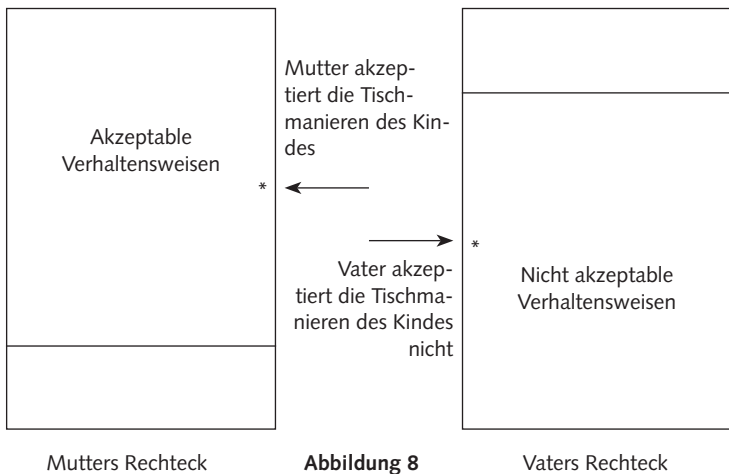 Mutter akzep-
tiert die Tisch-
manieren des Kin-
des
Akzeptable
Verhaltensweisen
*
*
Vater akzep-
tiert die Tischma-
nieren des Kindes
nicht
Nicht akzeptable
Verhaltensweisen
Mutters Rechteck
Abbildung 8
Vaters Rechteck